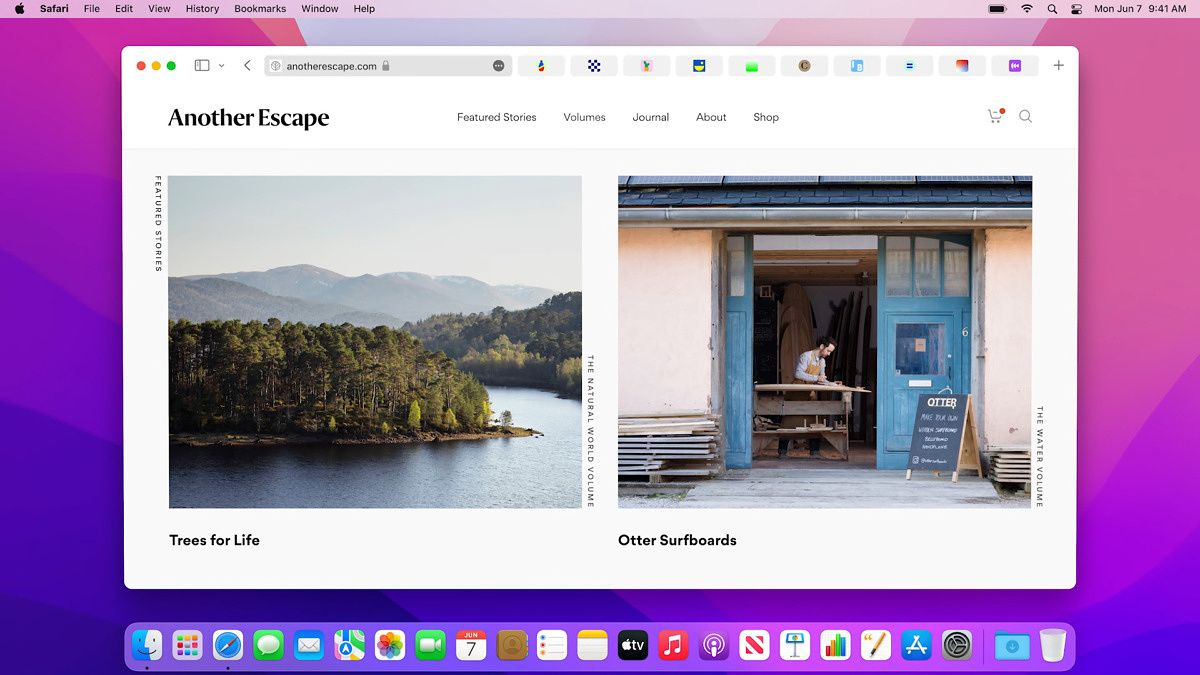 Safari File Edit View History Bookmarks Window Help Mon Jun 7 9:41 AM
anotherescape.com
Another Escape Featured Stories Volumes Journal About Shop
FEATURED STORIES
THE NATURAL WORLD VOLUME
6
OTTER
MAKE YOUR OWN
WOODEN SURFBOARD
BELLYBOARD
HANDPLANE
THE WATER VOLUME
Trees for Life
Otter Surfboards
JUN
7
tv